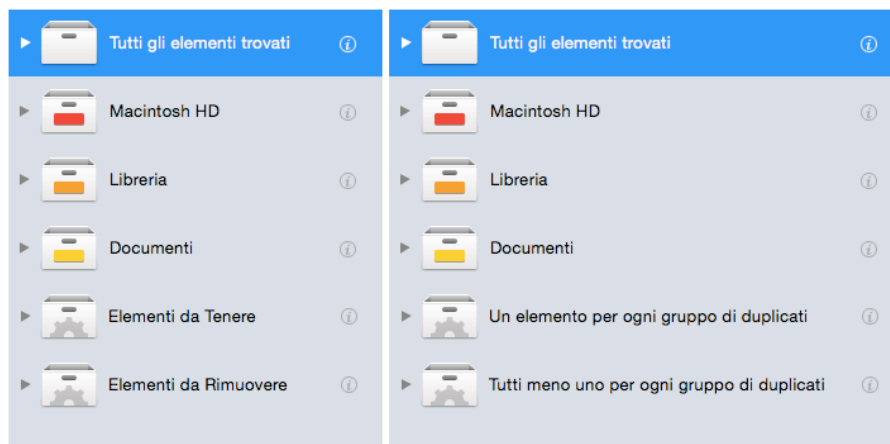 Tutti gli elementi trovati
Macintosh HD
Libreria
Documenti
Elementi da Tenere
Elementi da Rimuovere
Tutti gli elementi trovati
Macintosh HD
Libreria
Documenti
Un elemento per ogni gruppo di duplicati
Tutti meno uno per ogni gruppo di duplicati